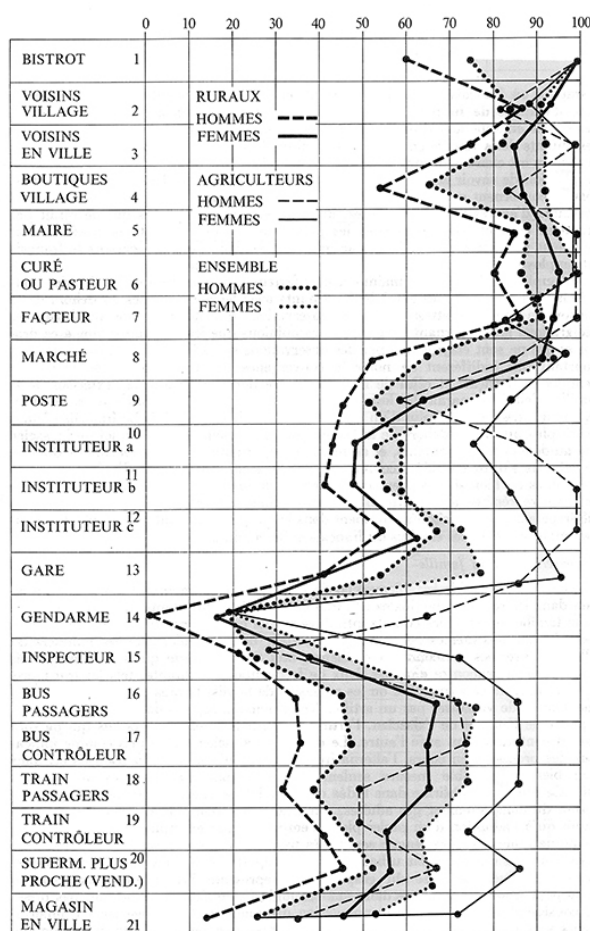 0 10 20 30 40 50 60 70 80 90 100
BISTROT 1
VOISINS
VILLAGE 2
VOISINS
EN VILLE 3
BOUTIQUES
VILLAGE 4
MAIRE 5
CURÉ
OU PASTEUR 6
FACTEUR 7
MARCHÉ 8
POSTE 9
10
INSTITUTEUR a
11
INSTITUTEUR b
12
INSTITUTEUR c
GARE 13
GENDARME 14
INSPECTEUR 15
BUS 16
PASSAGERS
BUS 17
CONTRÔLEUR
TRAIN 18
PASSAGERS
TRAIN 19
CONTRÔLEUR
SUPERM. PLUS 20
PROCHE (VEND.)
MAGASIN
EN VILLE 21
RURAUX
HOMMES
FEMMES
AGRICULTEURS
HOMMES
FEMMES
ENSEMBLE
HOMMES
FEMMES